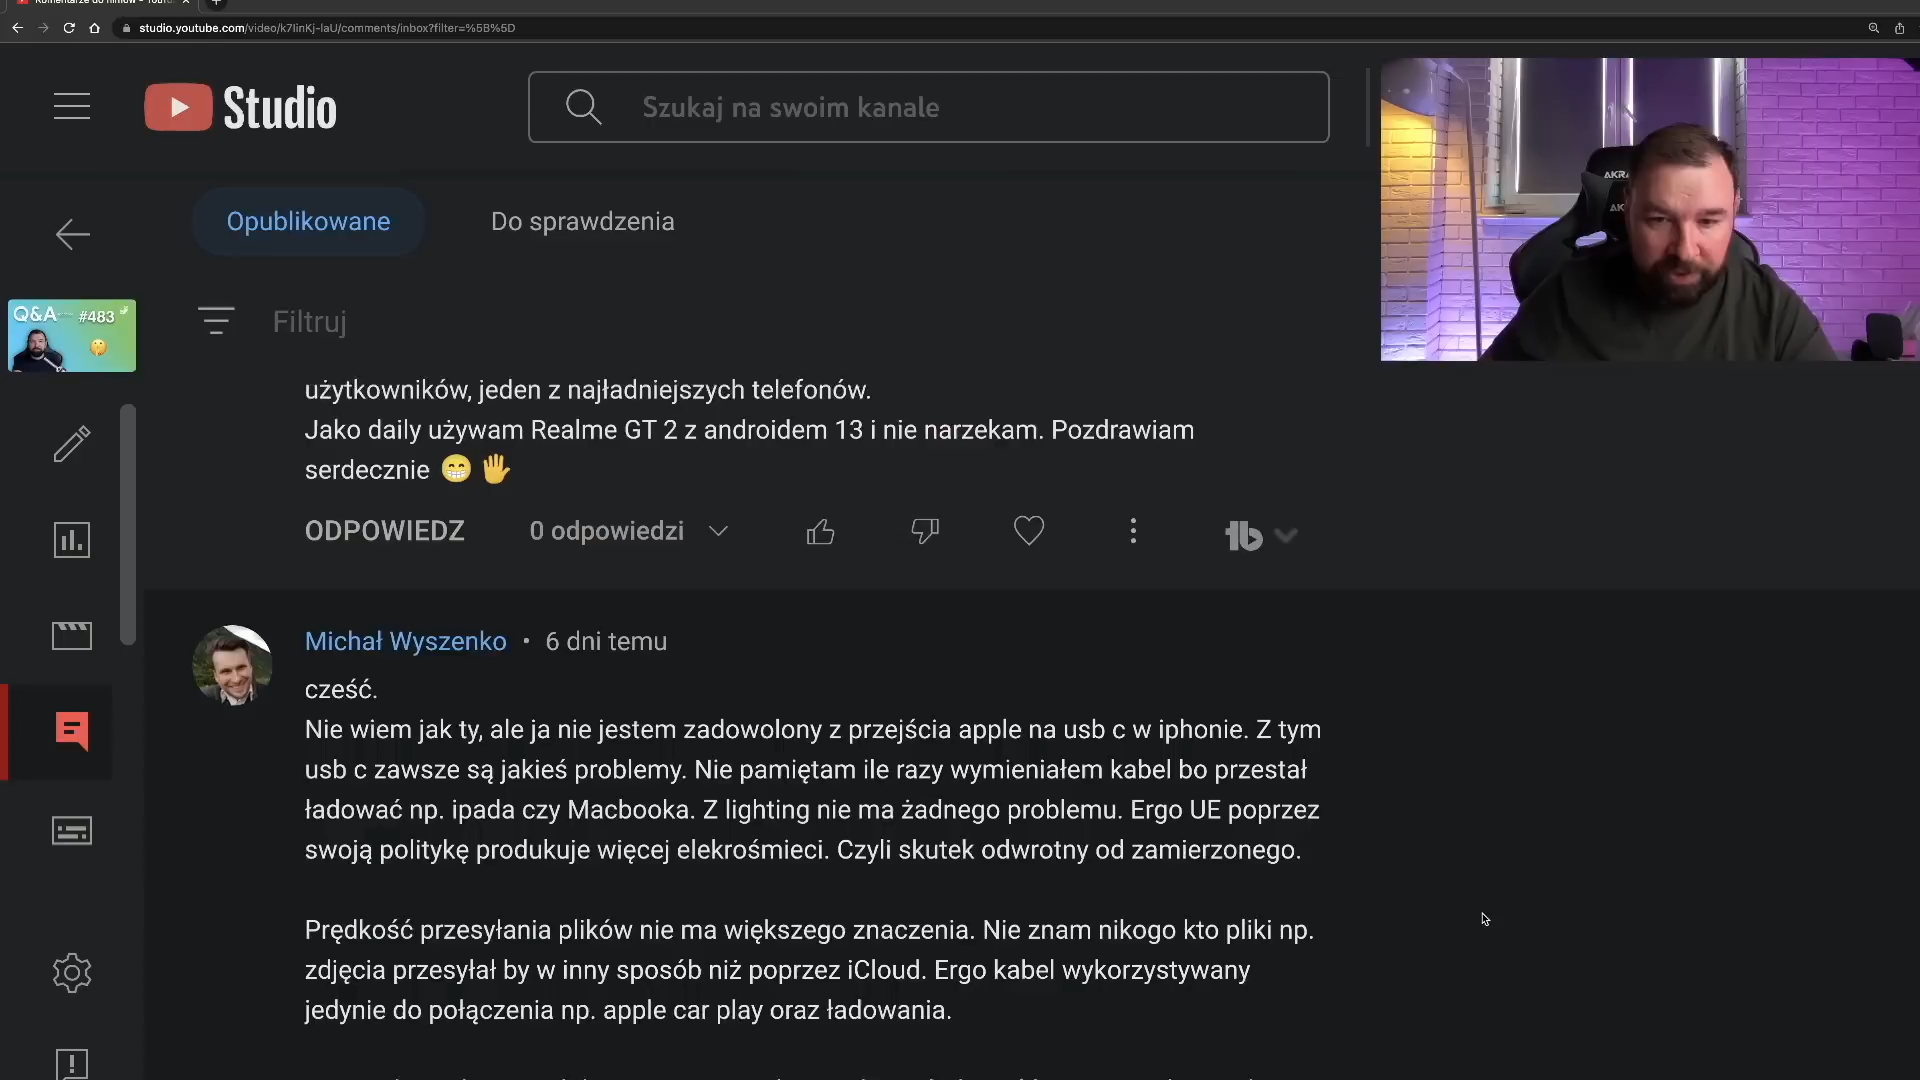 Komentarze do filmów - YouTu
studio.youtube.com/video/k7IinKj-laU/comments/inbox?filter=%5B%5D
Studio
Szukaj na swoim kanale
Opublikowane
Do sprawdzenia
Q&A #483
Filtruj
użytkowników, jeden z najładniejszych telefonów.
Jako daily używam Realme GT 2 z androidem 13 i nie narzekam. Pozdrawiam
serdecznie 😁 🖐
ODPOWIEDZ
0 odpowiedzi
Michał Wyszenko • 6 dni temu
cześć.
Nie wiem jak ty, ale ja nie jestem zadowolony z przejścia apple na usb c w iphonie. Z tym
usb c zawsze są jakieś problemy. Nie pamiętam ile razy wymieniałem kabel bo przestał
ładować np. ipada czy Macbooka. Z lighting nie ma żadnego problemu. Ergo UE poprzez
swoją politykę produkuje więcej elekrośmieci. Czyli skutek odwrotny od zamierzonego.
Prędkość przesyłania plików nie ma większego znaczenia. Nie znam nikogo kto pliki np.
zdjęcia przesyłał by w inny sposób niż poprzez iCloud. Ergo kabel wykorzystywany
jedynie do połączenia np. apple car play oraz ładowania.